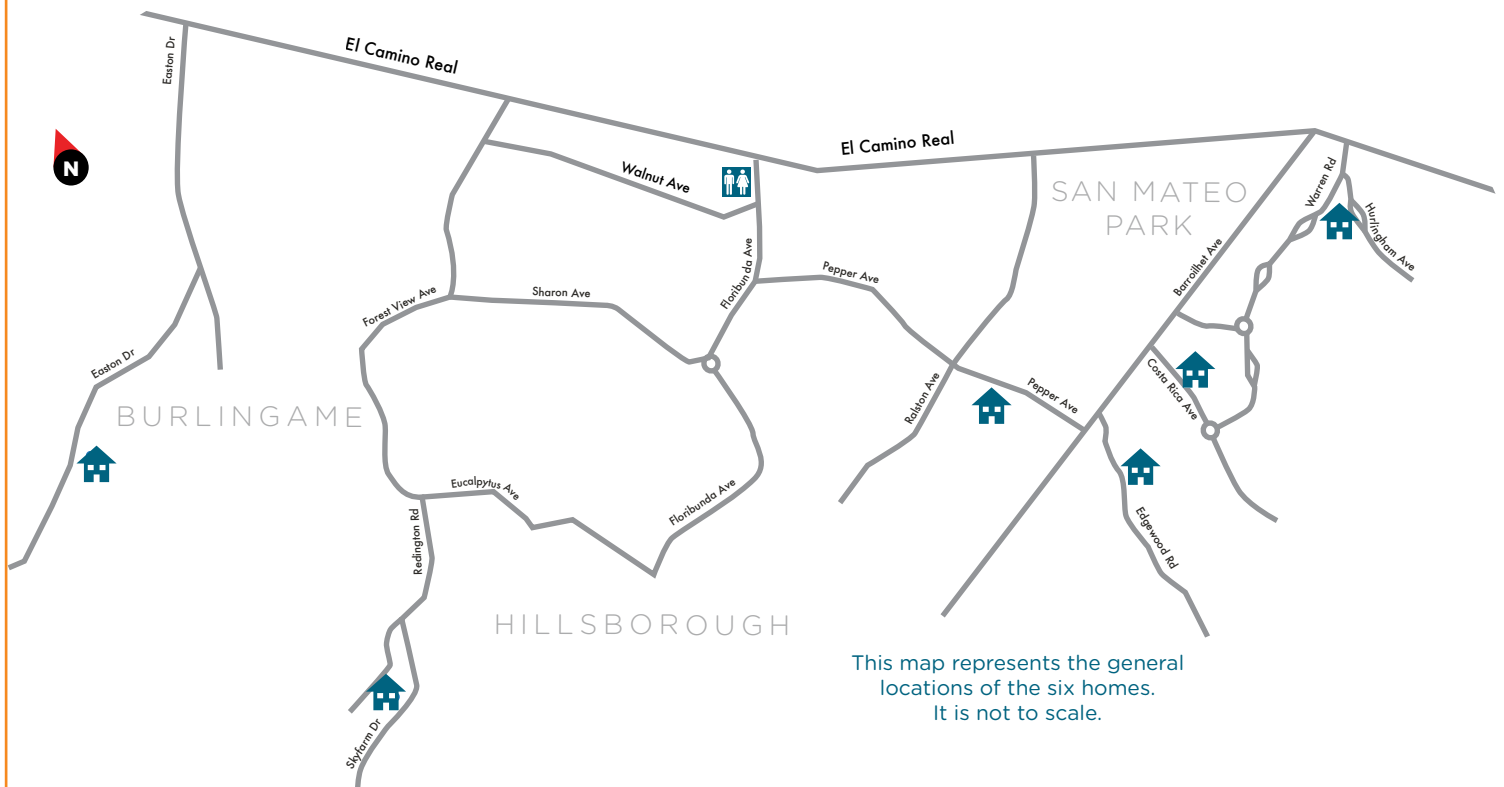 Easton Dr
El Camino Real
El Camino Real
N
Walnut Ave
SAN MATEO
PARK
Warren Rd
Hurlingham Ave
Barroilhet Ave
Floribunda Ave
Pepper Ave
Sharon Ave
Forest View Ave
Easton Dr
BURLINGAME
Ralston Ave
Pepper Ave
Costa Rica Ave
Eucalpytus Ave
Floribunda Ave
Redington Rd
Edgewood Rd
HILLSBOROUGH
Skyfarm Dr
This map represents the general
locations of the six homes.
It is not to scale.